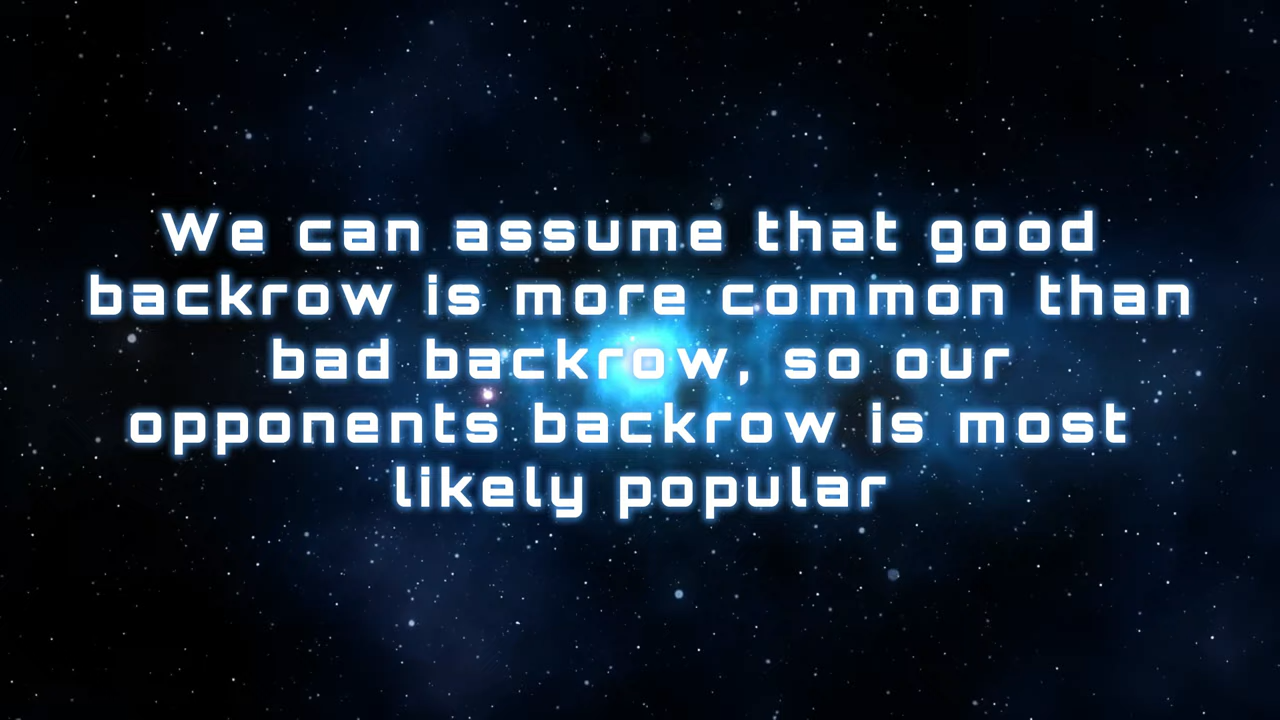 We can assume that good
backrow is more common than
bad backrow, so our
opponents backrow is most
likely popular